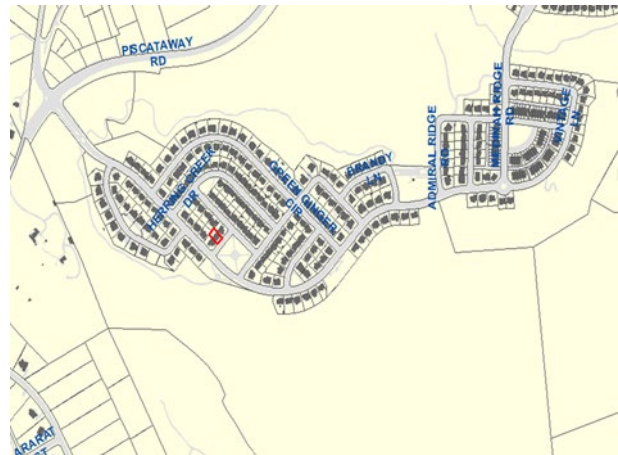 PISCATAWAY
RD
HERRING CREEK
DR
GREEN GINGER
CIR
BRANDY
LN
ADMIRAL RIDGE
RD
MEDINAH RIDGE
RD
VINTAGE
LN
ARARAT